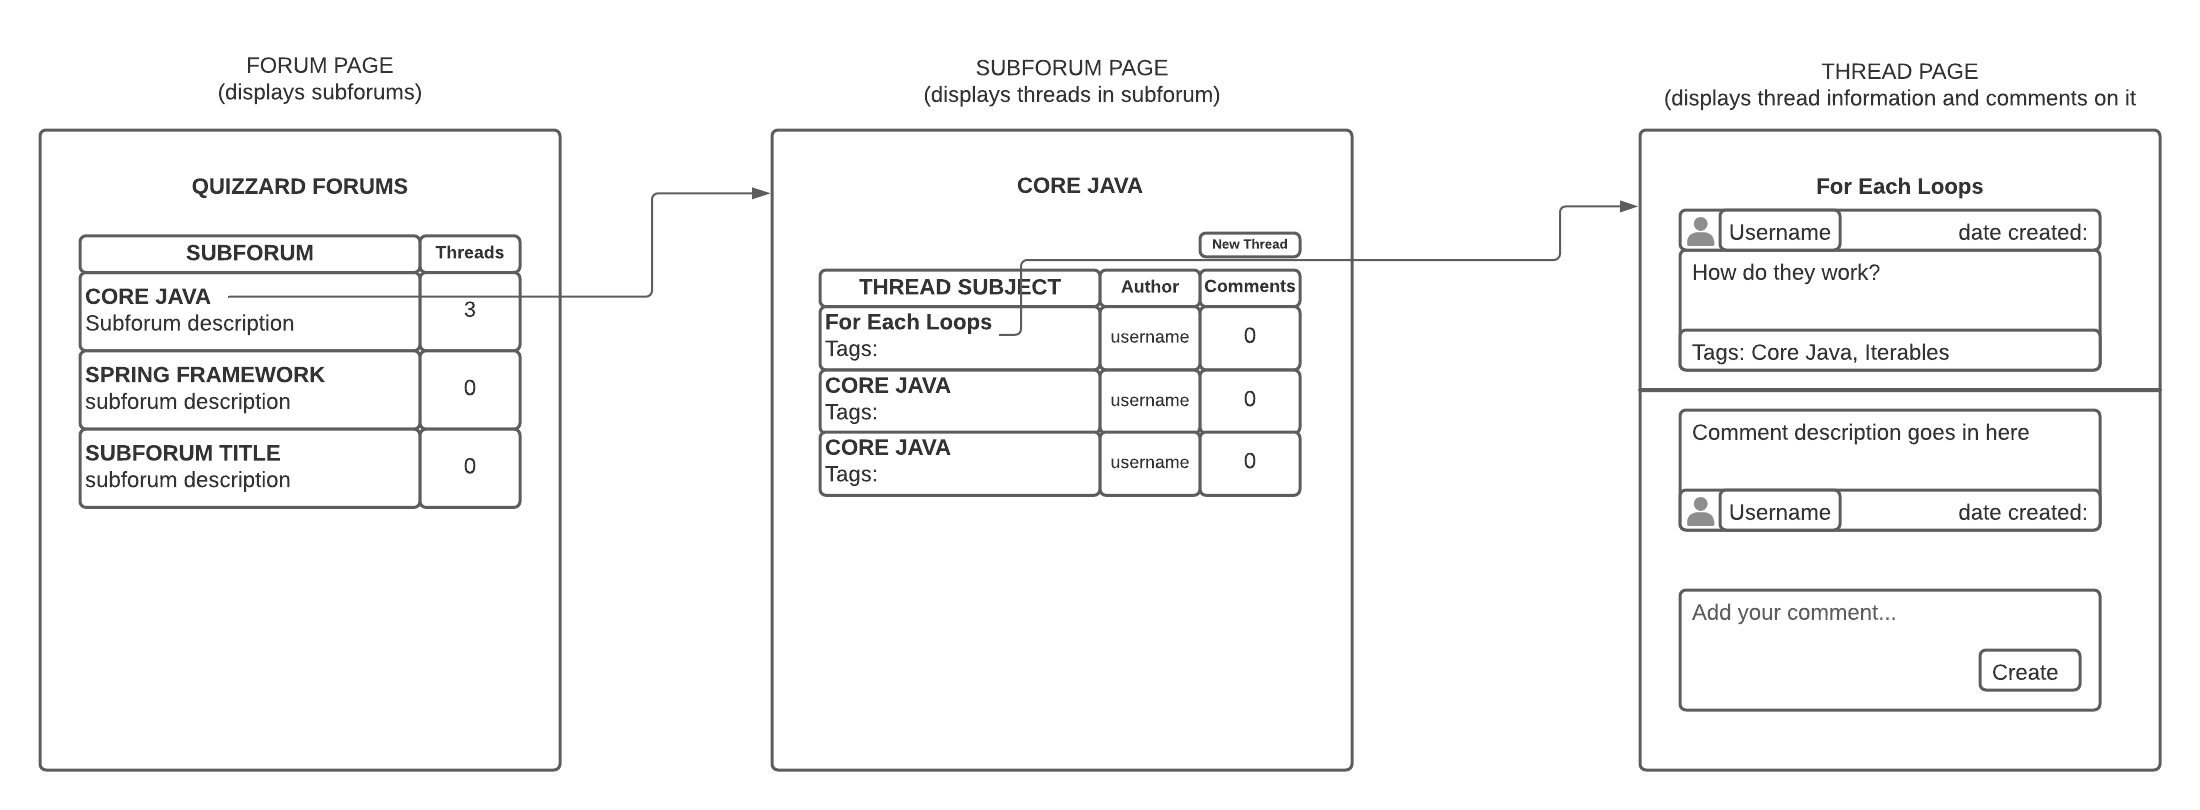 FORUM PAGE
(displays subforums)
QUIZZARD FORUMS
SUBFORUM
Threads
CORE JAVA
Subforum description
3
SPRING FRAMEWORK
subforum description
0
SUBFORUM TITLE
subforum description
0
SUBFORUM PAGE
(displays threads in subforum)
CORE JAVA
New Thread
THREAD SUBJECT
Author
Comments
For Each Loops
Tags:
username
0
CORE JAVA
Tags:
username
0
CORE JAVA
Tags:
username
0
THREAD PAGE
(displays thread information and comments on it
For Each Loops
Username
date created:
How do they work?
Tags: Core Java, Iterables
Comment description goes in here
Username
date created:
Add your comment...
Create